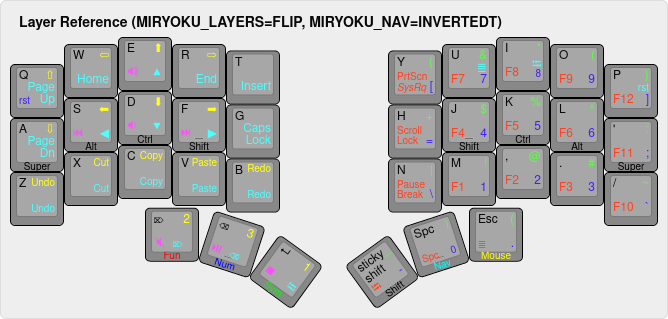 Layer Reference (MIRYOKU_LAYERS=FLIP, MIRYOKU_NAV=INVERTEDT)
Q ⇧ Page Up rst
W ⇦ Home
E ⬆ ▲
R ⇨ End
T Insert
Y ( PrtScn SysRq [
U & F7 7
I * F8 8
O ( F9 9
P } rst F12 ]
A ⇩ Page Dn Super
S ⬅ ⏮ ◀ Alt
D ⬇ ▼ Ctrl
F ➡ ⏭ _ ▶ Shift
G Caps Lock
H Scroll Lock =
J $ F4_ 4 Shift
K % F5 5 Ctrl
L ^ F6 6 Alt
' : F11 ; Super
Z Undo Undo
X Cut Cut
C Copy Copy
V Paste Paste
B Redo Redo
N | Pause Break \
M ! F1 1
, @ F2 2
. # F3 3
/ F10 `
2 Fun
3 Num
1
sticky shift - Shift
Spc Spc_ 0 Nav
Esc . Mouse